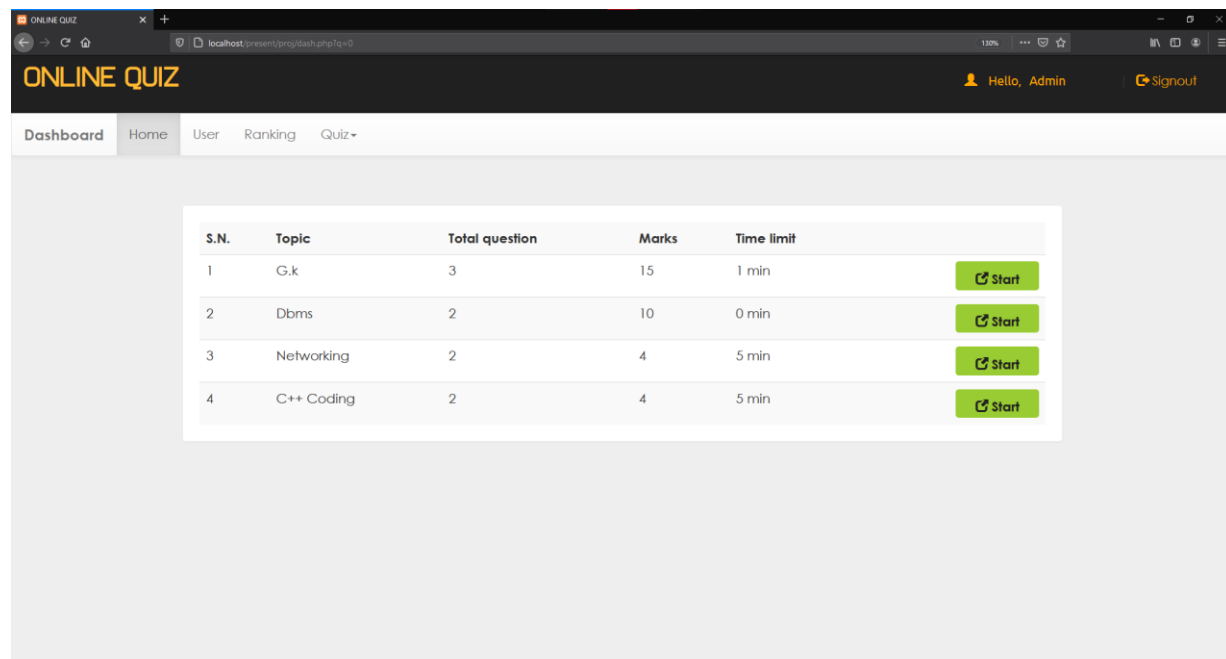 ONLINE QUIZ
localhost/present/proj/dash.php?q=0
130%
ONLINE QUIZ
Hello, Admin
Signout
Dashboard Home User Ranking Quiz
S.N. Topic Total question Marks Time limit
1 G.k 3 15 1 min Start
2 Dbms 2 10 0 min Start
3 Networking 2 4 5 min Start
4 C++ Coding 2 4 5 min Start